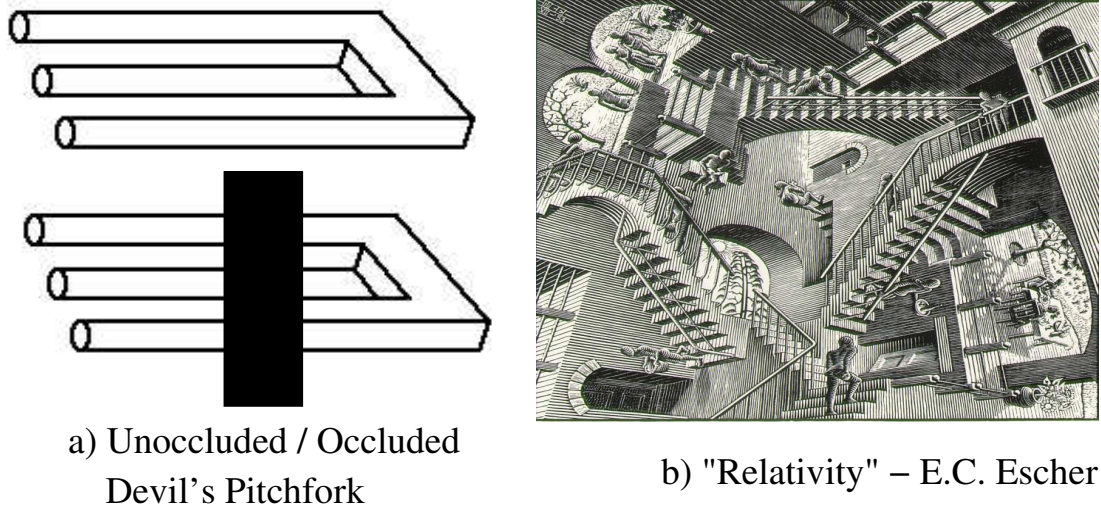 a) Unoccluded / Occluded
Devil's Pitchfork
b) "Relativity" – E.C. Escher